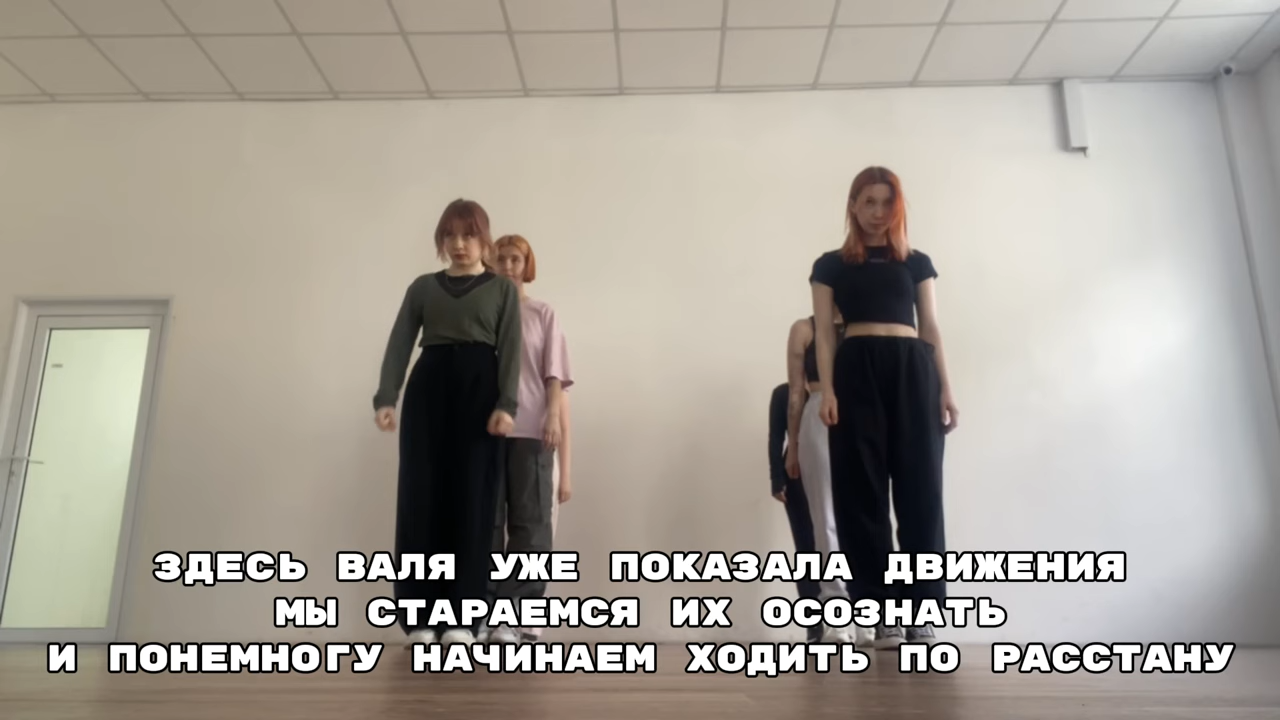 ЗДЕСЬ ВАЛЯ УЖЕ ПОКАЗАЛА ДВИЖЕНИЯ
МЫ СТАРАЕМСЯ ИХ ОСОЗНАТЬ
И ПОНЕМНОГУ НАЧИНАЕМ ХОДИТЬ ПО РАССТАНУ